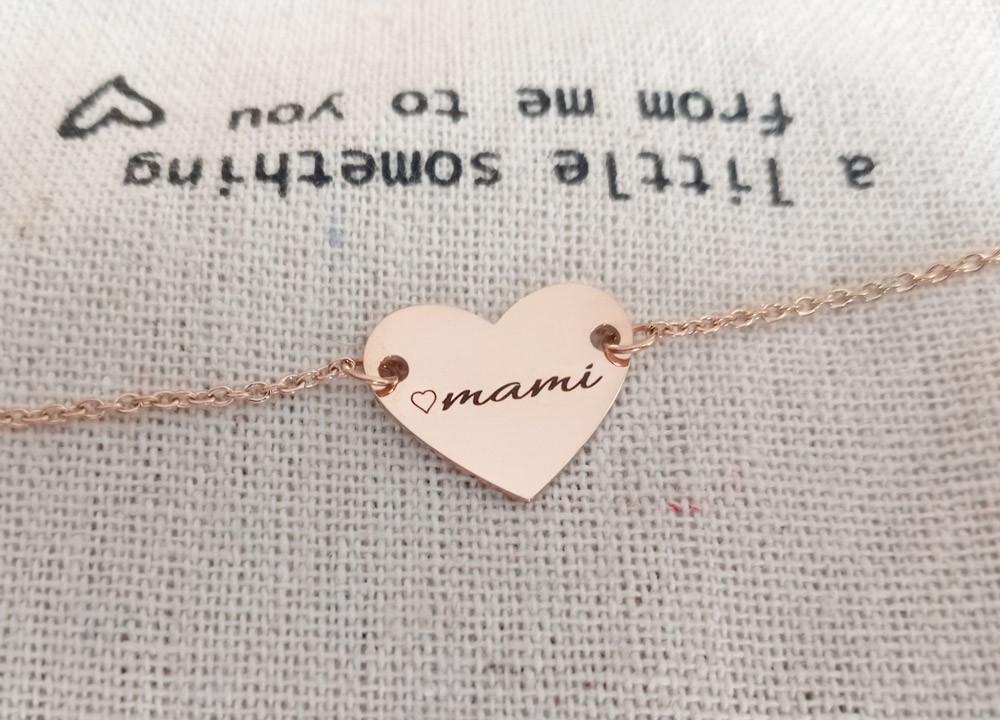 a little something
from me to you ♡
♡mami